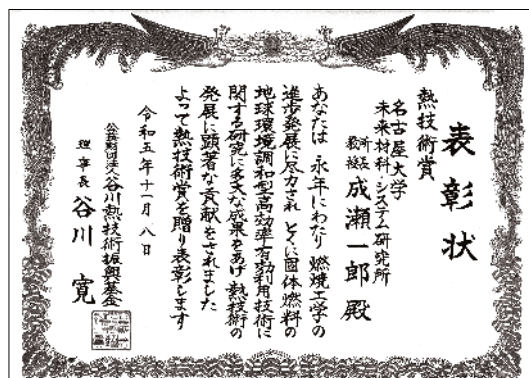 表彰状
熱技術賞
名古屋大学
未来材料・システム研究所
所長
教授
成瀬一郎 殿
あなたは 永年にわたり 燃焼工学の
進歩発展に尽力され とくに固体燃料の
地球環境調和型高効率有効利用技術に
関する研究に多大な成果をあげ 熱技術の
発展に顕著な貢献をされました
よって熱技術賞を贈り表彰します
令和五年十一月八日
公益財団法人谷川熱技術振興基金
理事長 谷川 寛